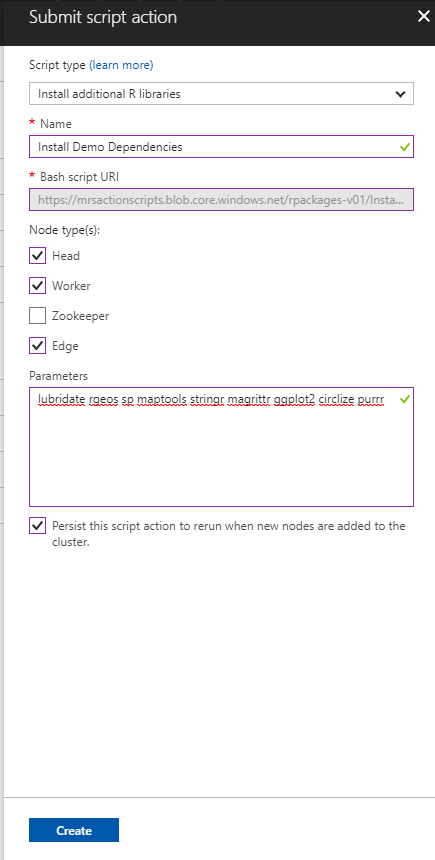 Submit script action
Script type (learn more)
Install additional R libraries
* Name
Install Demo Dependencies
* Bash script URI
https://mrsactionscripts.blob.core.windows.net/rpackages-v01/Insta...
Node type(s):
Head
Worker
Zookeeper
Edge
Parameters
lubridate rgeos sp maptools stringr magrittr ggplot2 circlize purrr
Persist this script action to rerun when new nodes are added to the
cluster.
Create